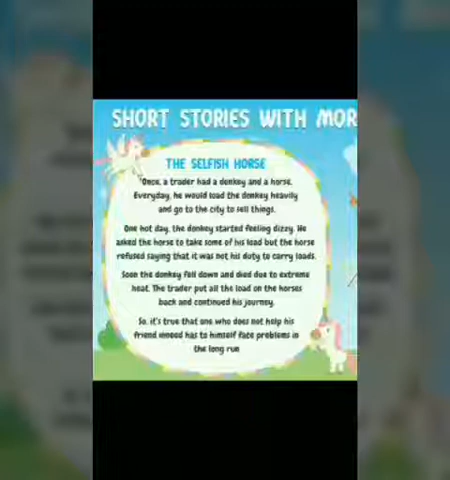 SHORT STORIES WITH MOR
THE SELFISH HORSE
"Once, a trader had a donkey and a horse.
Everyday, he would load the donkey heavily
and go to the city to sell things.
One hot day, the donkey started feeling dizzy. He
asked the horse to take some of his load but the horse
refused saying that it was not his duty to carry loads.
Soon the donkey fell down and died due to extreme
heat. The trader put all the load on the horses
back and continued his journey.
So, it's true that one who does not help his
friend inneed has to himself face problems in
the long run